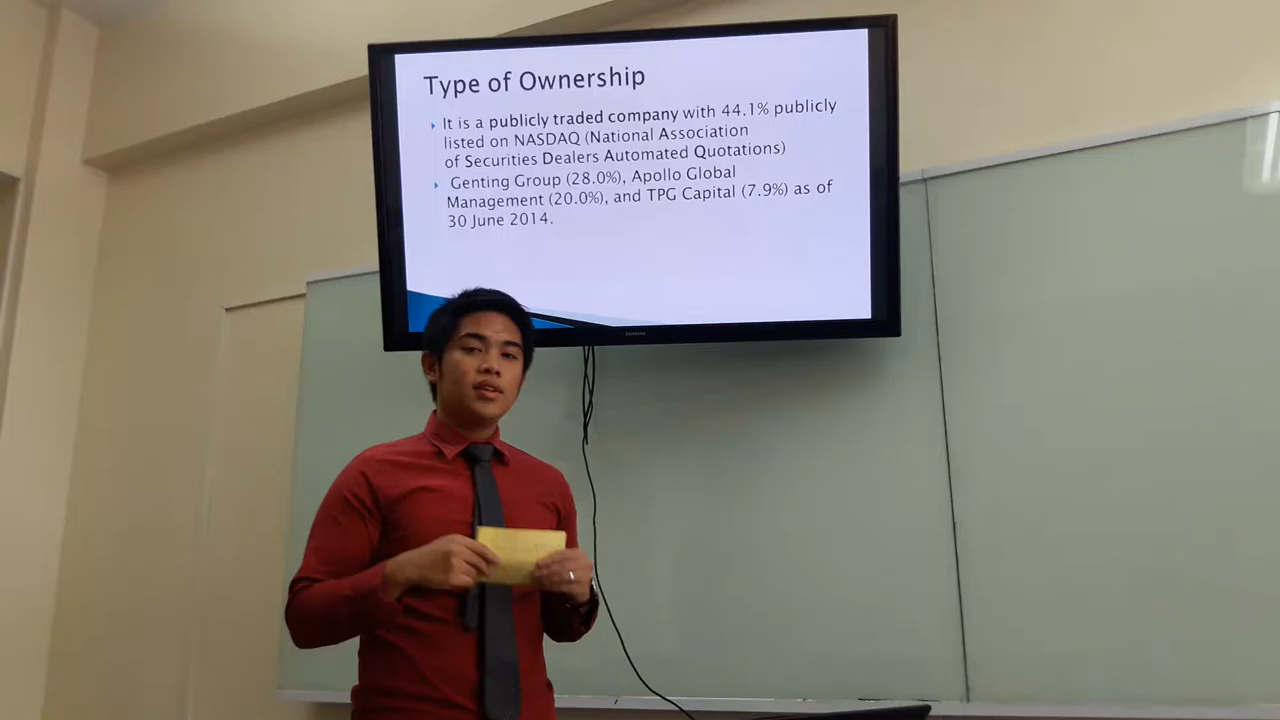 Type of Ownership
It is a publicly traded company with 44.1% publicly
listed on NASDAQ (National Association
of Securities Dealers Automated Quotations)
Genting Group (28.0%), Apollo Global
Management (20.0%), and TPG Capital (7.9%) as of
30 June 2014.
SAMSUNG